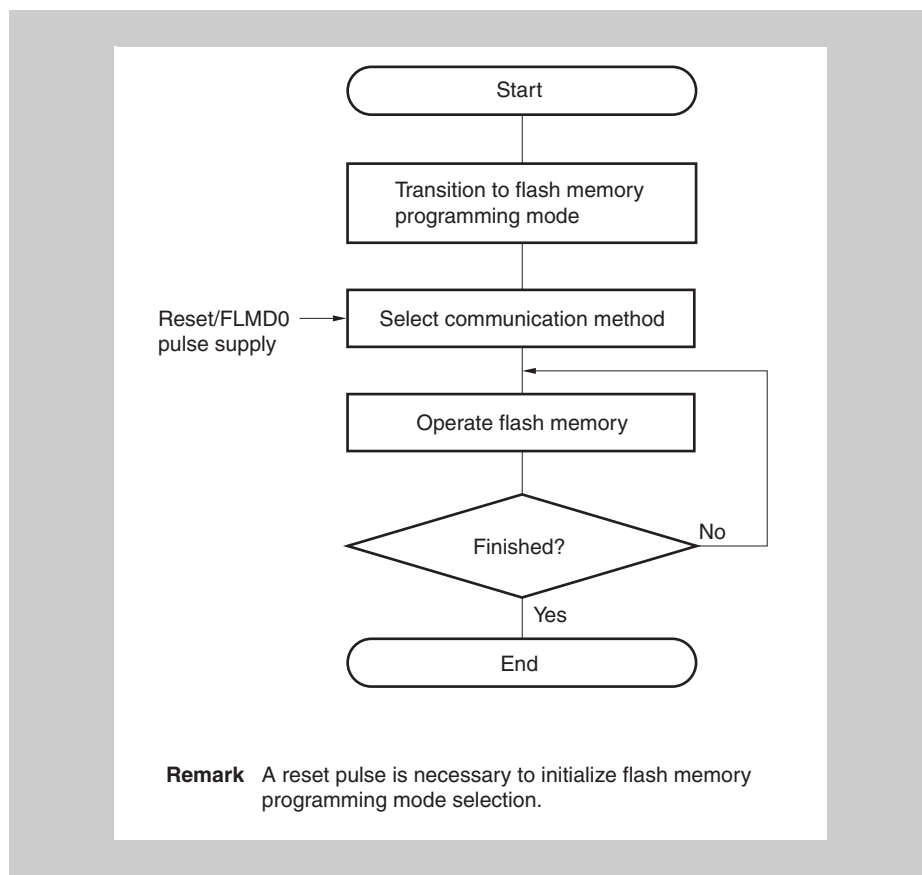 Start
Transition to flash memory
programming mode
Reset/FLMD0
pulse supply
Select communication method
Operate flash memory
Finished?
No
Yes
End
Remark A reset pulse is necessary to initialize flash memory
programming mode selection.